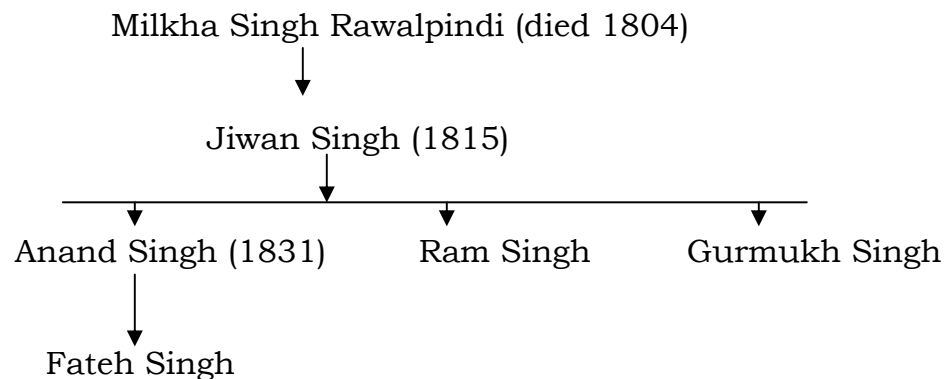 Milkha Singh Rawalpindi (died 1804)
Jiwan Singh (1815)
Anand Singh (1831) Ram Singh Gurmukh Singh
Fateh Singh